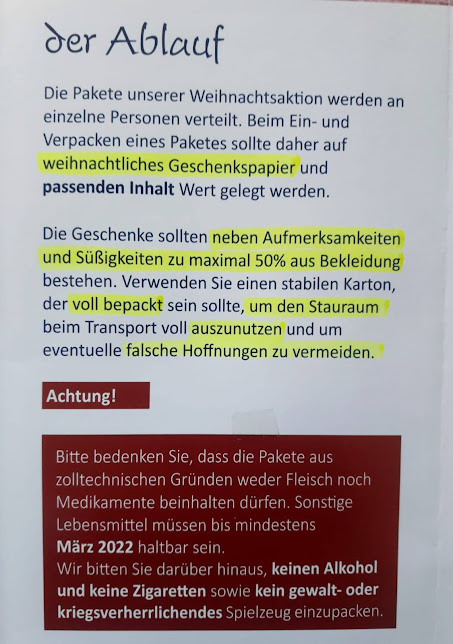 der Ablauf
Die Pakete unserer Weihnachtsaktion werden an
einzelne Personen verteilt. Beim Ein- und
Verpacken eines Paketes sollte daher auf
weihnachtliches Geschenkspapier und
passenden Inhalt Wert gelegt werden.
Die Geschenke sollten neben Aufmerksamkeiten
und Süßigkeiten zu maximal 50% aus Bekleidung
bestehen. Verwenden Sie einen stabilen Karton,
der voll bepackt sein sollte, um den Stauraum
beim Transport voll auszunutzen und um
eventuelle falsche Hoffnungen zu vermeiden.
Achtung!
Bitte bedenken Sie, dass die Pakete aus
zolltechnischen Gründen weder Fleisch noch
Medikamente beinhalten dürfen. Sonstige
Lebensmittel müssen bis mindestens
März 2022 haltbar sein.
Wir bitten Sie darüber hinaus, keinen Alkohol
und keine Zigaretten sowie kein gewalt- oder
kriegsverherrlichendes Spielzeug einzupacken.